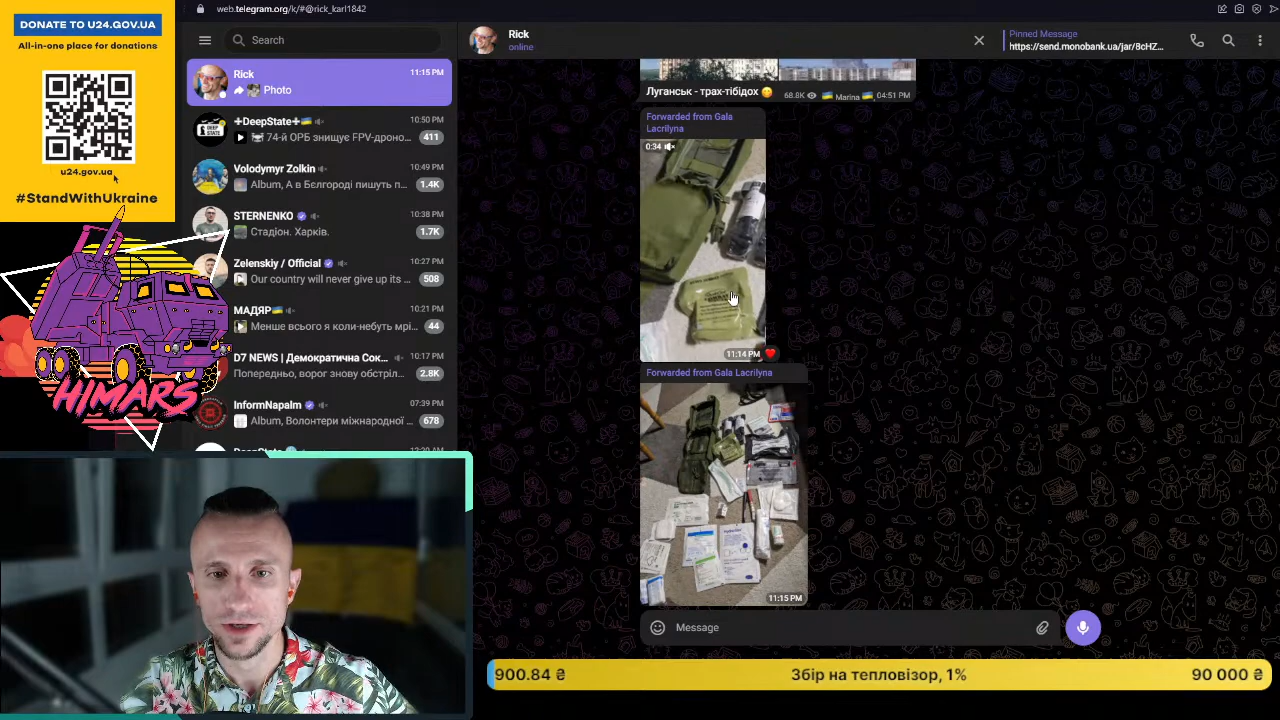 DONATE TO U24.GOV.UA
All-in-one place for donations
u24.gov.ua
#StandWithUkraine
HIMARS
web.telegram.org/k/#@rick_karl1842
Search
Rick
11:15 PM
Photo
+DeepState+
10:50 PM
74-й ОРБ знищує FPV-дроно...
411
Volodymyr Zolkin
10:49 PM
Album, А в Бєлгороді пишуть п...
1.4K
STERNENKO
10:38 PM
Стадіон. Харків.
1.7K
Zelenskiy / Official
10:27 PM
Our country will never give up its ...
508
МАДЯР
10:21 PM
Менше всього я коли-небуть мрі...
44
D7 NEWS | Демократична Сок...
10:17 PM
Попередньо, ворог знову обстріл...
2.8K
InformNapalm
07:39 PM
Album, Волонтери міжнародної ...
678
Rick
online
Pinned Message
https://send.monobank.ua/jar/8cHZ...
Луганськ - трах-тібідох
68.8K
Marina
04:51 PM
Forwarded from Gala
Lacrilyna
0:34
11:14 PM
Forwarded from Gala Lacrilyna
11:15 PM
Message
900.84 ₴
Збір на тепловізор, 1%
90 000 ₴